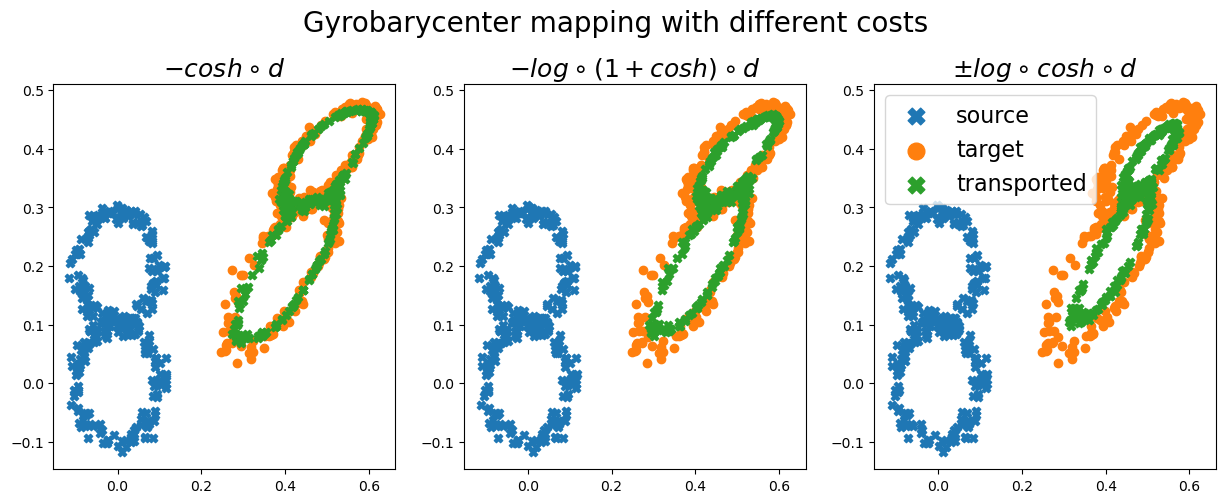 Gyrobarycenter mapping with different costs
−cosh ∘ d
−log ∘ (1 + cosh) ∘ d
±log ∘ cosh ∘ d
0.5
0.4
0.3
0.2
0.1
0.0
−0.1
0.0 0.2 0.4 0.6
0.5
0.4
0.3
0.2
0.1
0.0
−0.1
0.0 0.2 0.4 0.6
source
target
transported
0.5
0.4
0.3
0.2
0.1
0.0
−0.1
0.0 0.2 0.4 0.6